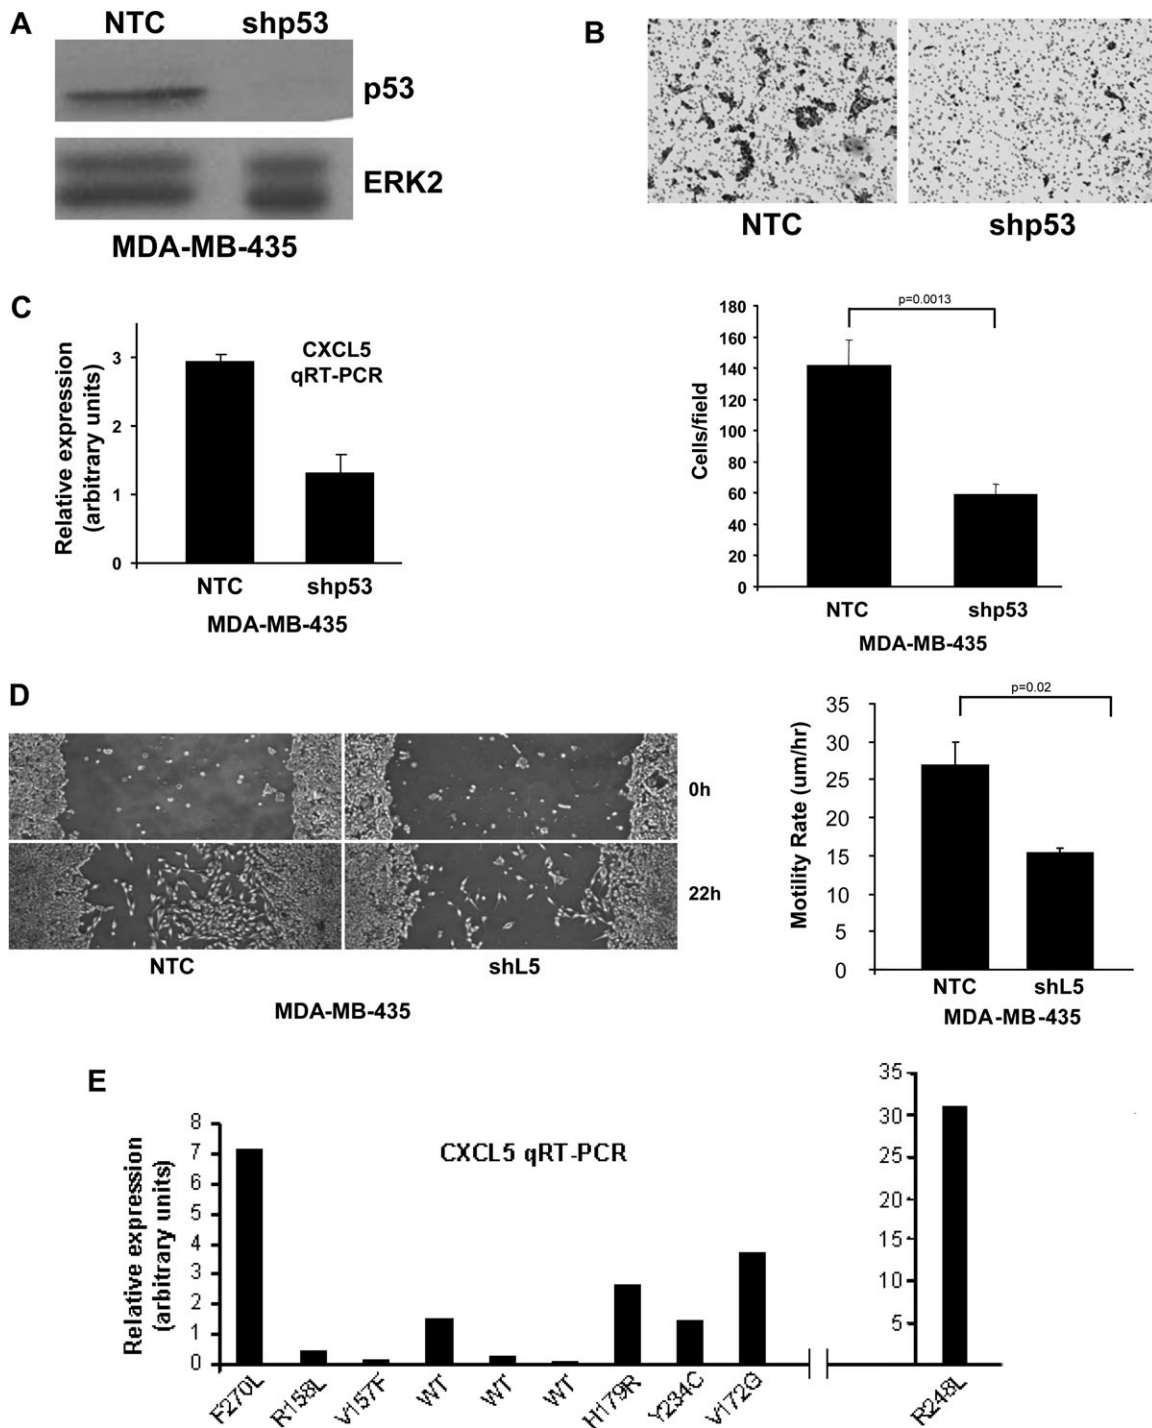 A
NTC shp53
p53
ERK2
MDA-MB-435
B
NTC shp53
C
Relative expression
(arbitrary units)
3
2
1
0
CXCL5
qRT-PCR
NTC shp53
MDA-MB-435
Cells/field
180
160
140
120
100
80
60
40
20
0
p=0.0013
NTC shp53
MDA-MB-435
D
0h
22h
NTC shL5
MDA-MB-435
Motility Rate (um/hr)
35
30
25
20
15
10
5
0
p=0.02
NTC shL5
MDA-MB-435
E
Relative expression
(arbitrary units)
8
7
6
5
4
3
2
1
0
CXCL5 qRT-PCR
35
30
25
20
15
10
5
F270L R158L V157F WT WT WT H179R Y234C V172G R248L